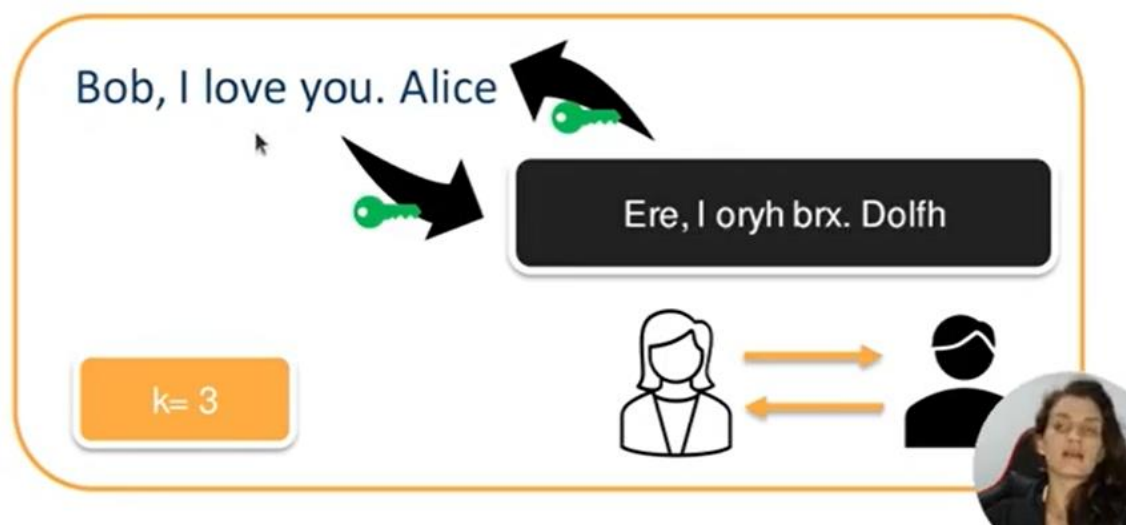 Bob, I love you. Alice
Ere, I oryh brx. Dolfh
k= 3